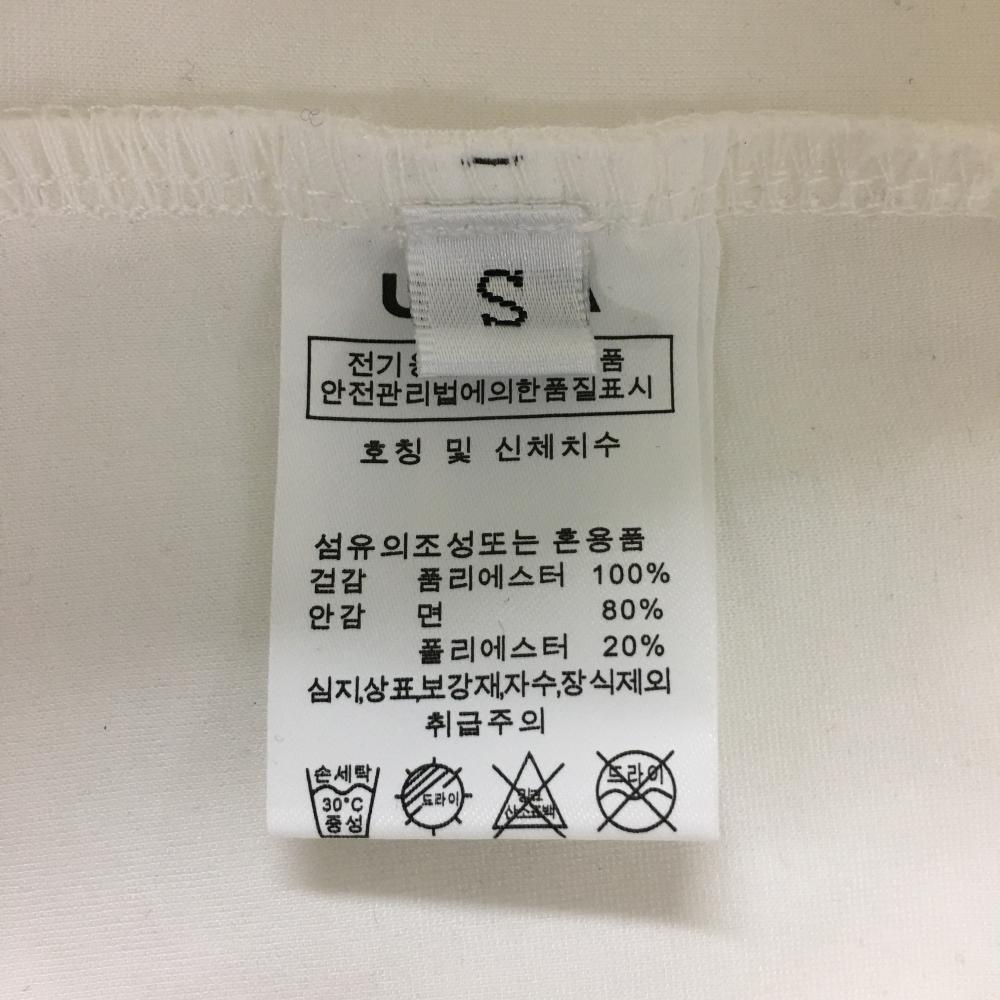 S
전기 품
안전관리법에의한품질표시
호칭 및 신체치수
섬유의조성또는 혼용품
걷감 품리에스터 100%
안감 면 80%
폴리에스터 20%
심지,상표,보강재,자수,장식제외
취급주의
손세탁 드라이
30°C 드라이
중성